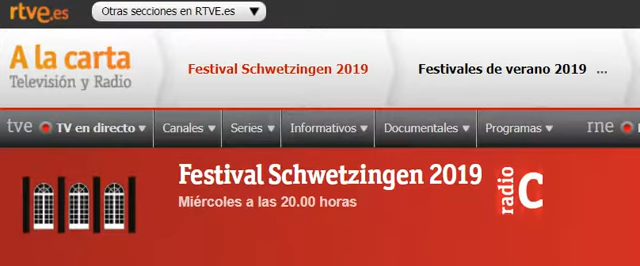 rtve.es Otras secciones en RTVE.es
A la carta
Televisión y Radio
Festival Schwetzingen 2019 Festivales de verano 2019 ...
tve TV en directo Canales Series Informativos Documentales Programas rne
Festival Schwetzingen 2019
Miércoles a las 20.00 horas
radio C